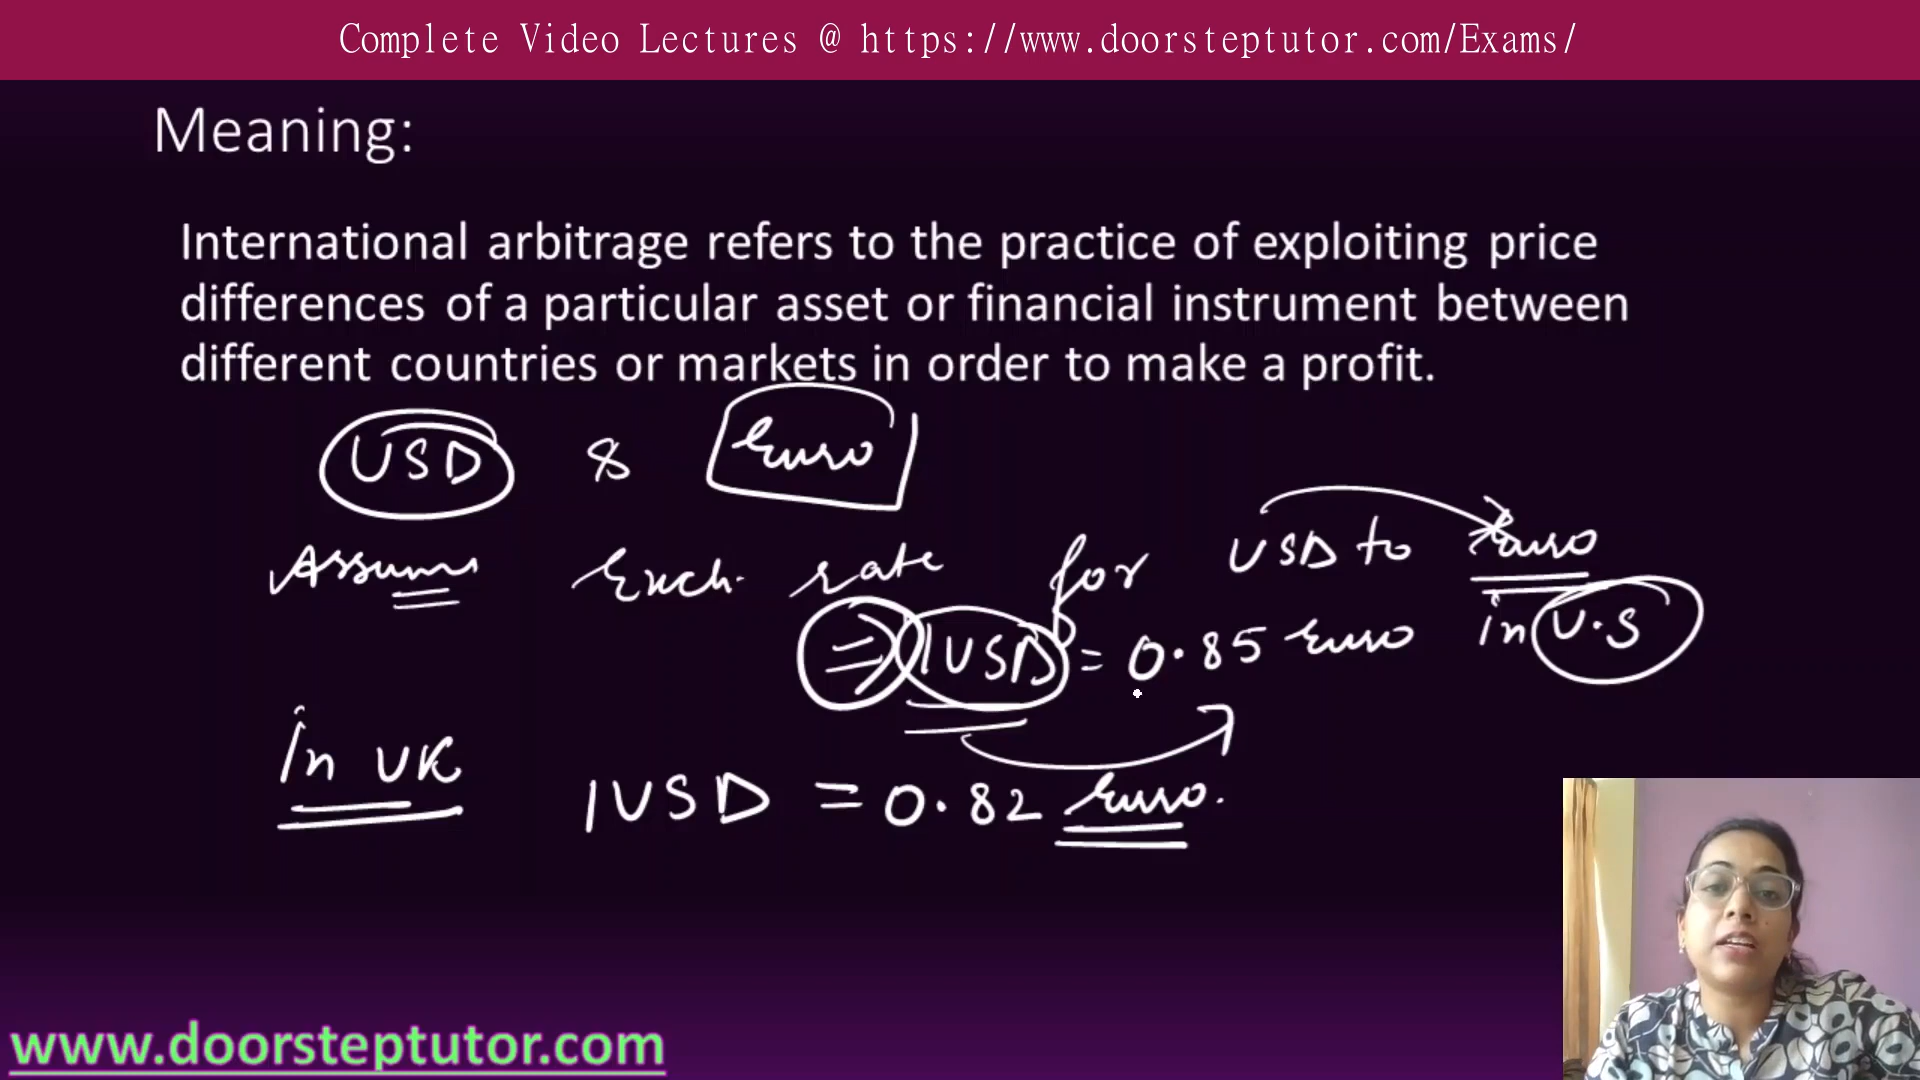 Complete Video Lectures @ https://www.doorsteptutor.com/Exams/
Meaning:
International arbitrage refers to the practice of exploiting price
differences of a particular asset or financial instrument between
different countries or markets in order to make a profit.
USD & Euro
Assume Exch. rate for USD to Euro
⇒ 1USD = 0.85 Euro in U.S
In UK 1USD = 0.82 Euro.
www.doorsteptutor.com